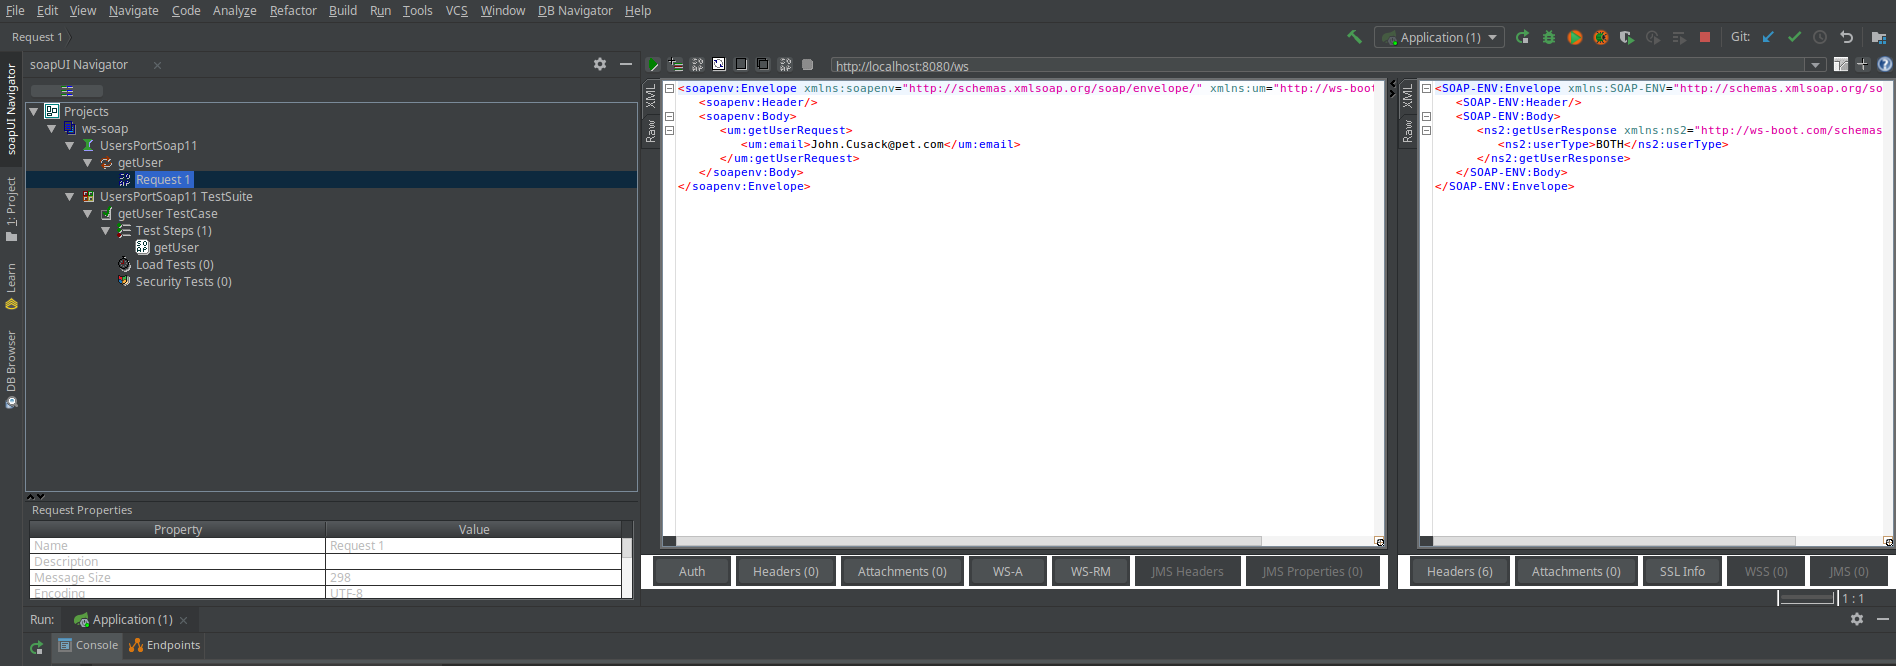 File Edit View Navigate Code Analyze Refactor Build Run Tools VCS Window DB Navigator Help
Request 1
Application (1)
Git:
soapUI Navigator
1: Project
Learn
DB Browser
soapUI Navigator
Projects
ws-soap
UsersPortSoap11
getUser
Request 1
UsersPortSoap11 TestSuite
getUser TestCase
Test Steps (1)
getUser
Load Tests (0)
Security Tests (0)
Request Properties
Property Value
Name Request 1
Description
Message Size 298
Encoding UTF-8
http://localhost:8080/ws
XML
Raw
<soapenv:Envelope xmlns:soapenv="http://schemas.xmlsoap.org/soap/envelope/" xmlns:um="http://ws-boot
<soapenv:Header/>
<soapenv:Body>
<um:getUserRequest>
<um:email>John.Cusack@pet.com</um:email>
</um:getUserRequest>
</soapenv:Body>
</soapenv:Envelope>
Auth Headers (0) Attachments (0) WS-A WS-RM JMS Headers JMS Properties (0)
XML
Raw
<SOAP-ENV:Envelope xmlns:SOAP-ENV="http://schemas.xmlsoap.org/so
<SOAP-ENV:Header/>
<SOAP-ENV:Body>
<ns2:getUserResponse xmlns:ns2="http://ws-boot.com/schemas
<ns2:userType>BOTH</ns2:userType>
</ns2:getUserResponse>
</SOAP-ENV:Body>
</SOAP-ENV:Envelope>
Headers (6) Attachments (0) SSL Info WSS (0) JMS (0)
1 : 1
Run: Application (1)
Console Endpoints